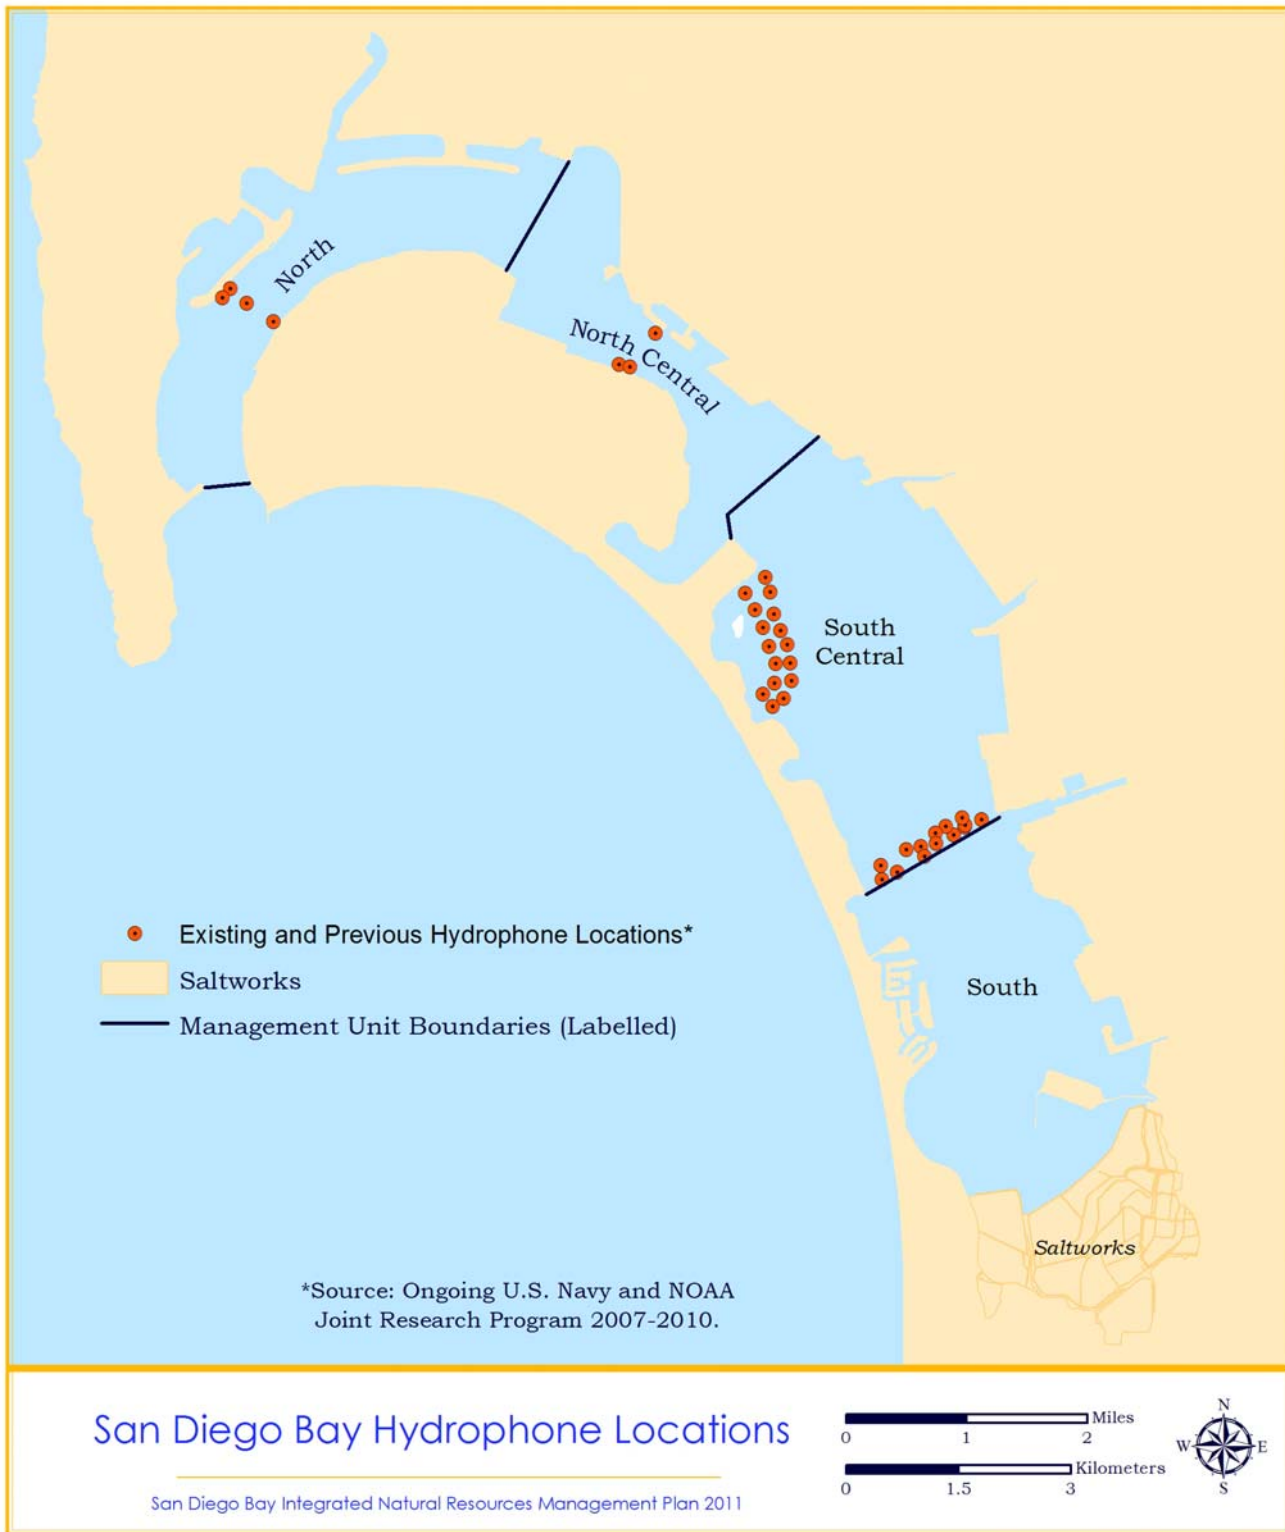 North
North Central
South
Central
Existing and Previous Hydrophone Locations*
Saltworks
Management Unit Boundaries (Labelled)
South
Saltworks
*Source: Ongoing U.S. Navy and NOAA
Joint Research Program 2007-2010.
San Diego Bay Hydrophone Locations
San Diego Bay Integrated Natural Resources Management Plan 2011
Miles
0 1 2
Kilometers
0 1.5 3
N
W E
S